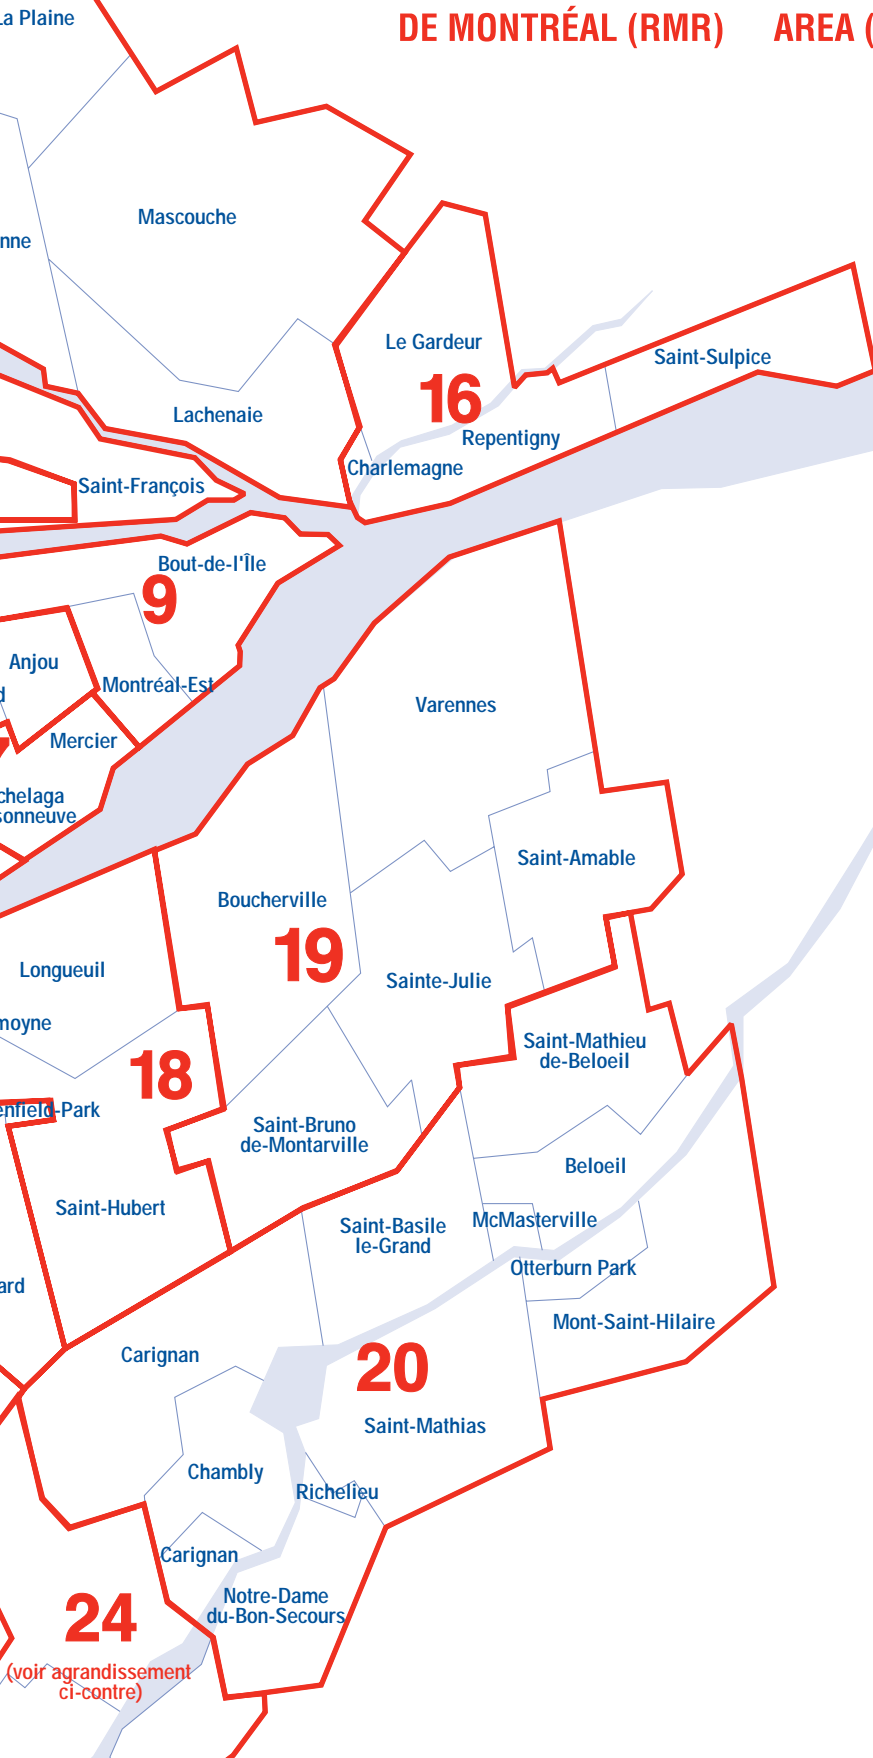 DE MONTRÉAL (RMR) AREA (
La Plaine
Mascouche
nne
Le Gardeur
Saint-Sulpice
16
Lachenaie
Repentigny
Charlemagne
Saint-François
Bout-de-l'Île
9
Anjou
d
Montréal-Est
Varennes
Mercier
7
chelaga
sonneuve
Saint-Amable
Boucherville
19
Longueuil
Sainte-Julie
moyne
Saint-Mathieu
de-Beloeil
18
enfield-Park
Saint-Bruno
de-Montarville
Beloeil
Saint-Hubert
McMasterville
Saint-Basile
le-Grand
Otterburn Park
ard
Mont-Saint-Hilaire
Carignan
20
Saint-Mathias
Chambly
Richelieu
Carignan
Notre-Dame
du-Bon-Secours
24
(voir agrandissement
ci-contre)